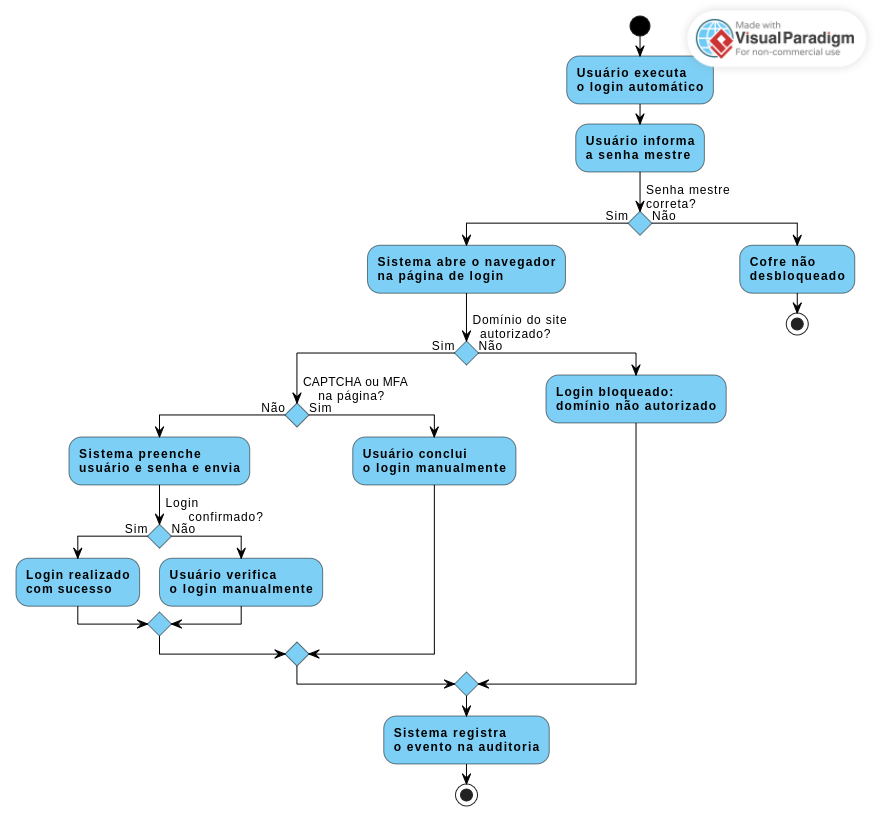 Made with
VisualParadigm
For non-commercial use
Usuário executa
o login automático
Usuário informa
a senha mestre
Senha mestre
correta?
Sim
Não
Sistema abre o navegador
na página de login
Cofre não
desbloqueado
Domínio do site
autorizado?
Sim
Não
CAPTCHA ou MFA
na página?
Não
Sim
Login bloqueado:
domínio não autorizado
Sistema preenche
usuário e senha e envia
Usuário conclui
o login manualmente
Login
confirmado?
Sim
Não
Login realizado
com sucesso
Usuário verifica
o login manualmente
Sistema registra
o evento na auditoria